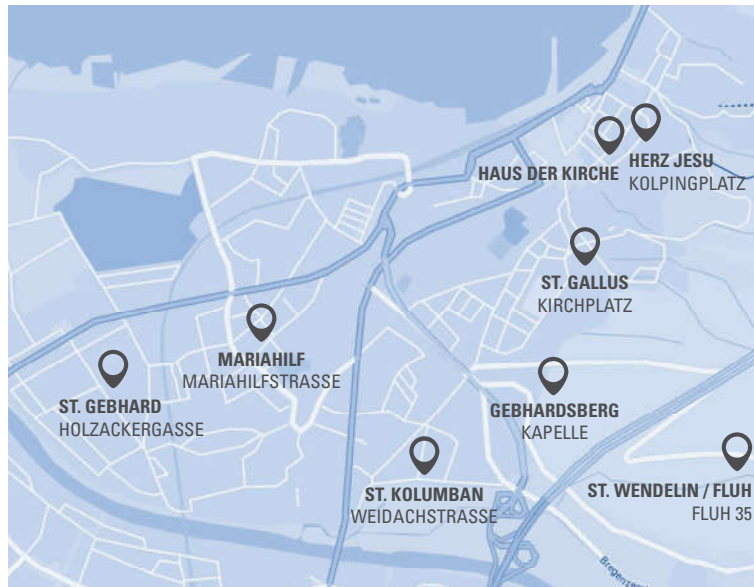 HAUS DER KIRCHE
HERZ JESU
KOLPINGPLATZ
ST. GALLUS
KIRCHPLATZ
MARIAHILF
MARIAHILFSTRASSE
ST. GEBHARD
HOLZACKERGASSE
GEBHARDSBERG
KAPELLE
ST. KOLUMBAN
WEIDACHSTRASSE
ST. WENDELIN / FLUH
FLUH 35